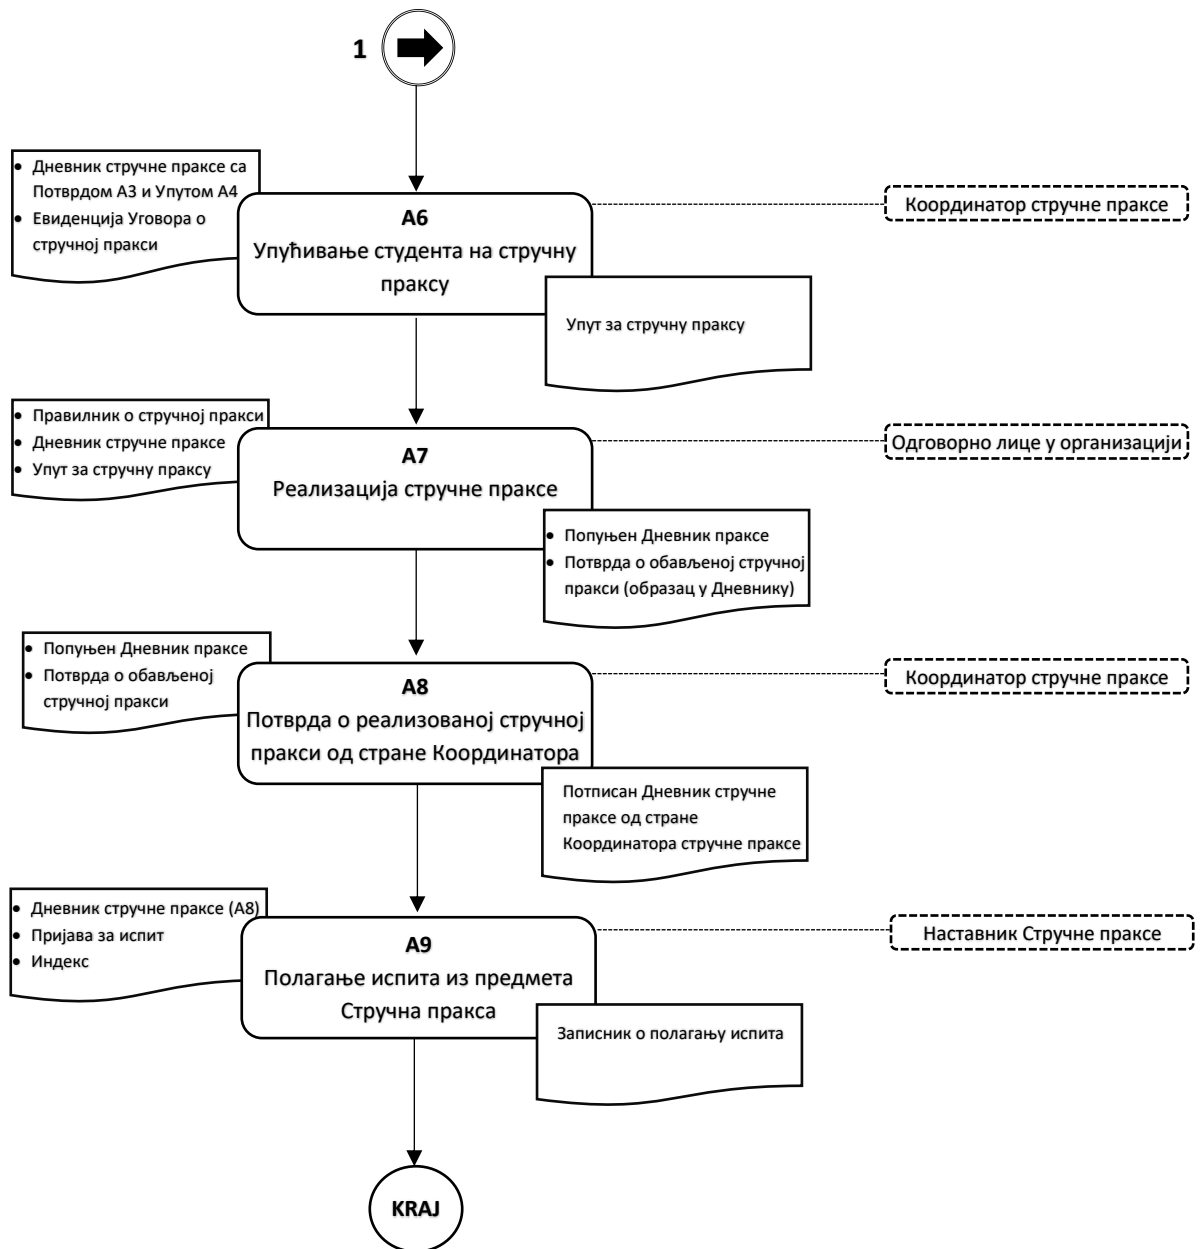 1
• Дневник стручне праксе са
Потврдом А3 и Упутом А4
• Евиденција Уговора о
стручној пракси
А6
Упућивање студента на стручну
праксу
Координатор стручне праксе
Упут за стручну праксу
• Правилник о стручној пракси
• Дневник стручне праксе
• Упут за стручну праксу
А7
Реализација стручне праксе
Одговорно лице у организацији
• Попуњен Дневник праксе
• Потврда о обављеној стручној
пракси (образац у Дневнику)
• Попуњен Дневник праксе
• Потврда о обављеној
стручној пракси
А8
Потврда о реализованој стручној
пракси од стране Координатора
Координатор стручне праксе
Потписан Дневник стручне
праксе од стране
Координатора стручне праксе
• Дневник стручне праксе (А8)
• Пријава за испит
• Индекс
А9
Полагање испита из предмета
Стручна пракса
Наставник Стручне праксе
Записник о полагању испита
KRAJ